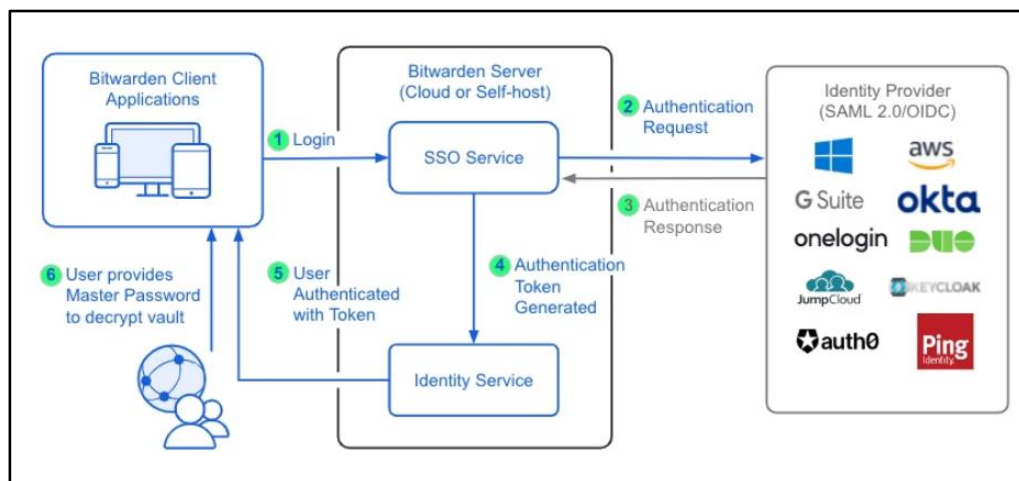 Bitwarden Client
Applications
Bitwarden Server
(Cloud or Self-host)
Identity Provider
(SAML 2.0/OIDC)
1 Login
SSO Service
2 Authentication
Request
3 Authentication
Response
4 Authentication
Token
Generated
5 User
Authenticated
with Token
6 User provides
Master Password
to decrypt vault
Identity Service
aws
G Suite
okta
onelogin
DUO
JumpCloud
KEYCLOAK
auth0
Ping
Identity.